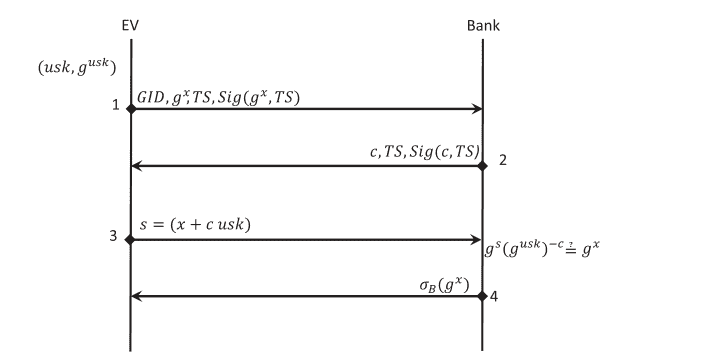 EV Bank
(usk, g^usk)
1 GID, g^x, TS, Sig(g^x, TS)
c, TS, Sig(c, TS) 2
3 s = (x + c usk)
g^s(g^usk)^−c ≟ g^x
σ_B(g^x) 4